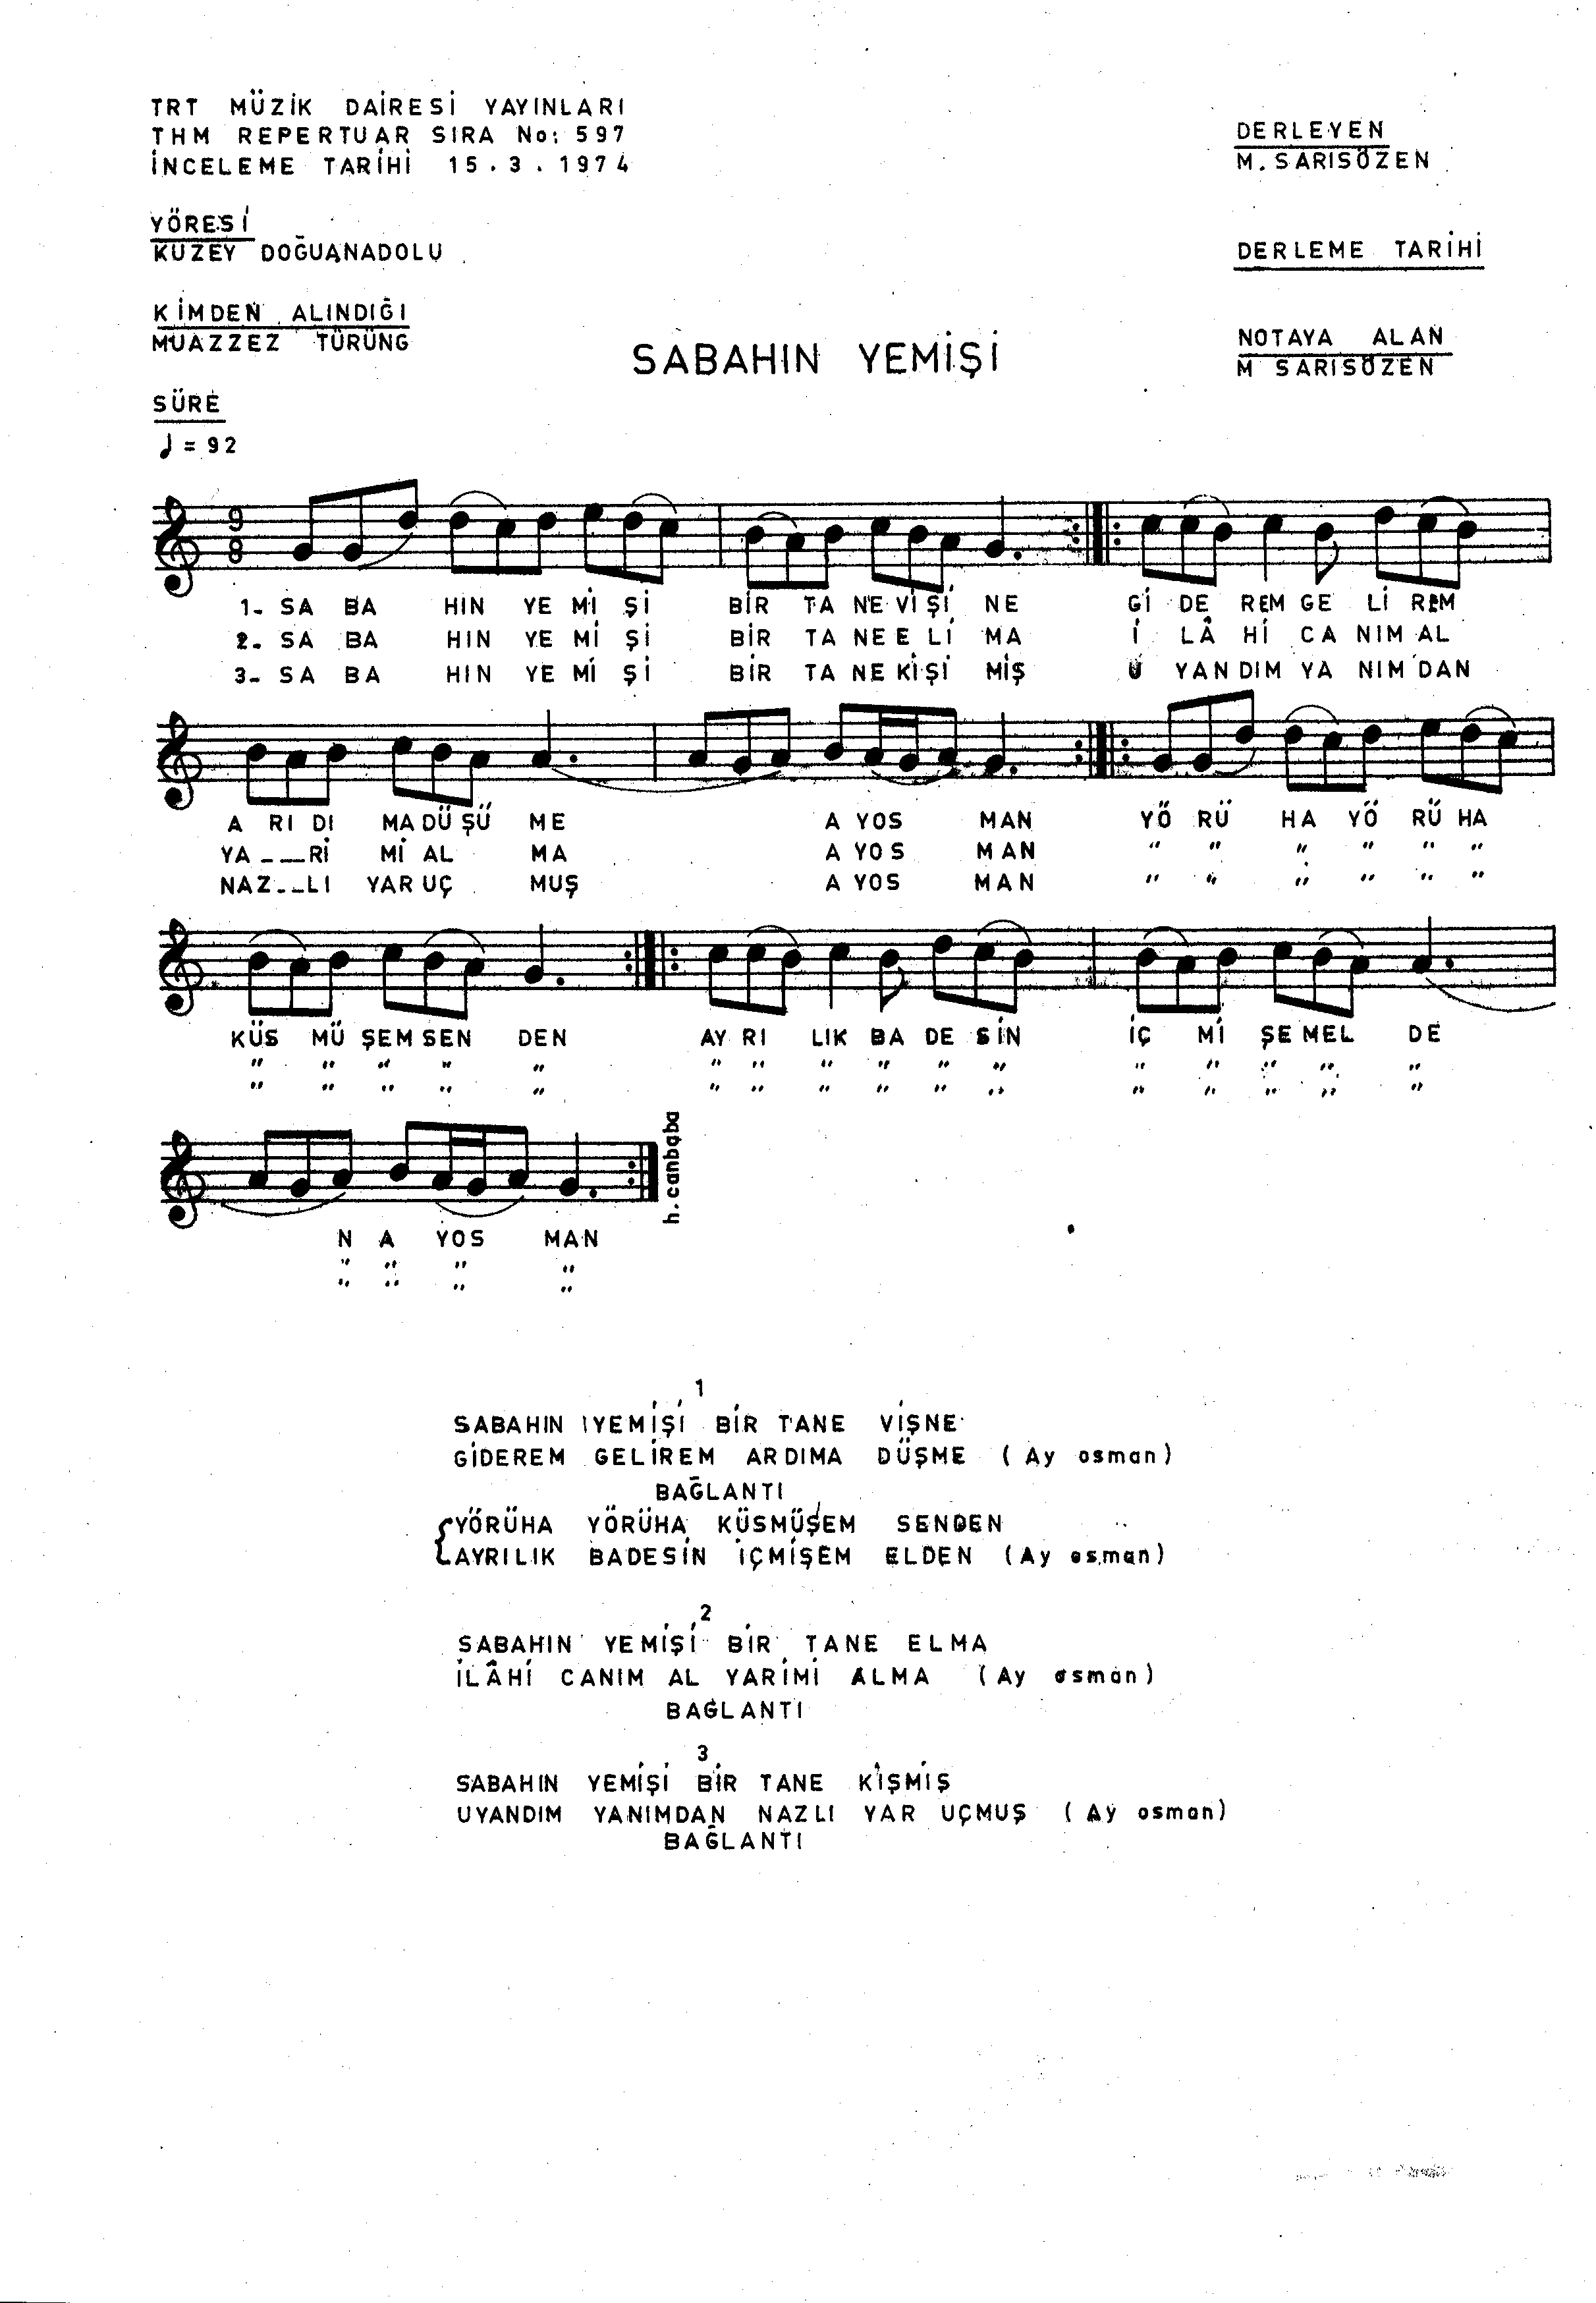 TRT MÜZİK DAİRESİ YAYINLARI
THM REPERTUAR SIRA No: 597
İNCELEME TARİHİ 15.3.1974
DERLEYEN
M. SARISÖZEN
YÖRESİ
KUZEY DOĞUANADOLU
DERLEME TARİHİ
KİMDEN ALINDIĞI
MUAZZEZ TÜRÜNG
SABAHIN YEMİŞİ
NOTAYA ALAN
M SARISÖZEN
SÜRE
♩ = 92
9
8
1- SA BA HIN YE Mİ Şİ BİR TA NE Vİ Şİ NE Gİ DE REM GE Lİ REM
2- SA BA HIN YE Mİ Şİ BİR TA NE E Lİ MA İ LÂ Hİ CA NIM AL
3- SA BA HIN YE Mİ Şİ BİR TA NE Kİ Şİ MİŞ U YAN DIM YA NIM DAN
A RI DI MA DÜ ŞÜ ME A YOS MAN YÖ RÜ HA YÖ RÜ HA
YA _ __ Rİ Mİ AL MA A YOS MAN " " " " " "
NAZ _ _ LI YAR UÇ MUŞ A YOS MAN " " " " " "
KÜS MÜ ŞEM SEN DEN AY RI LIK BA DE SİN İÇ Mİ ŞE MEL DE
" " " " " " " " " " " " " " " "
" " " " " " " " " " " " " " " "
h.canbaba
N A YOS MAN
" " " "
" " " "
1
SABAHIN YEMİŞİ BİR TANE VİŞNE
GİDEREM GELİREM ARDIMA DÜŞME ( Ay osman )
BAĞLANTI
YÖRÜHA YÖRÜHA KÜSMÜŞEM SENDEN
AYRILIK BADESİN İÇMİŞEM ELDEN ( Ay osman )
2
SABAHIN YEMİŞİ BİR TANE ELMA
İLÂHİ CANIM AL YARİMİ ALMA ( Ay osman )
BAĞLANTI
3
SABAHIN YEMİŞİ BİR TANE KİŞMİŞ
UYANDIM YANIMDAN NAZLI YAR UÇMUŞ ( Ay osman )
BAĞLANTI